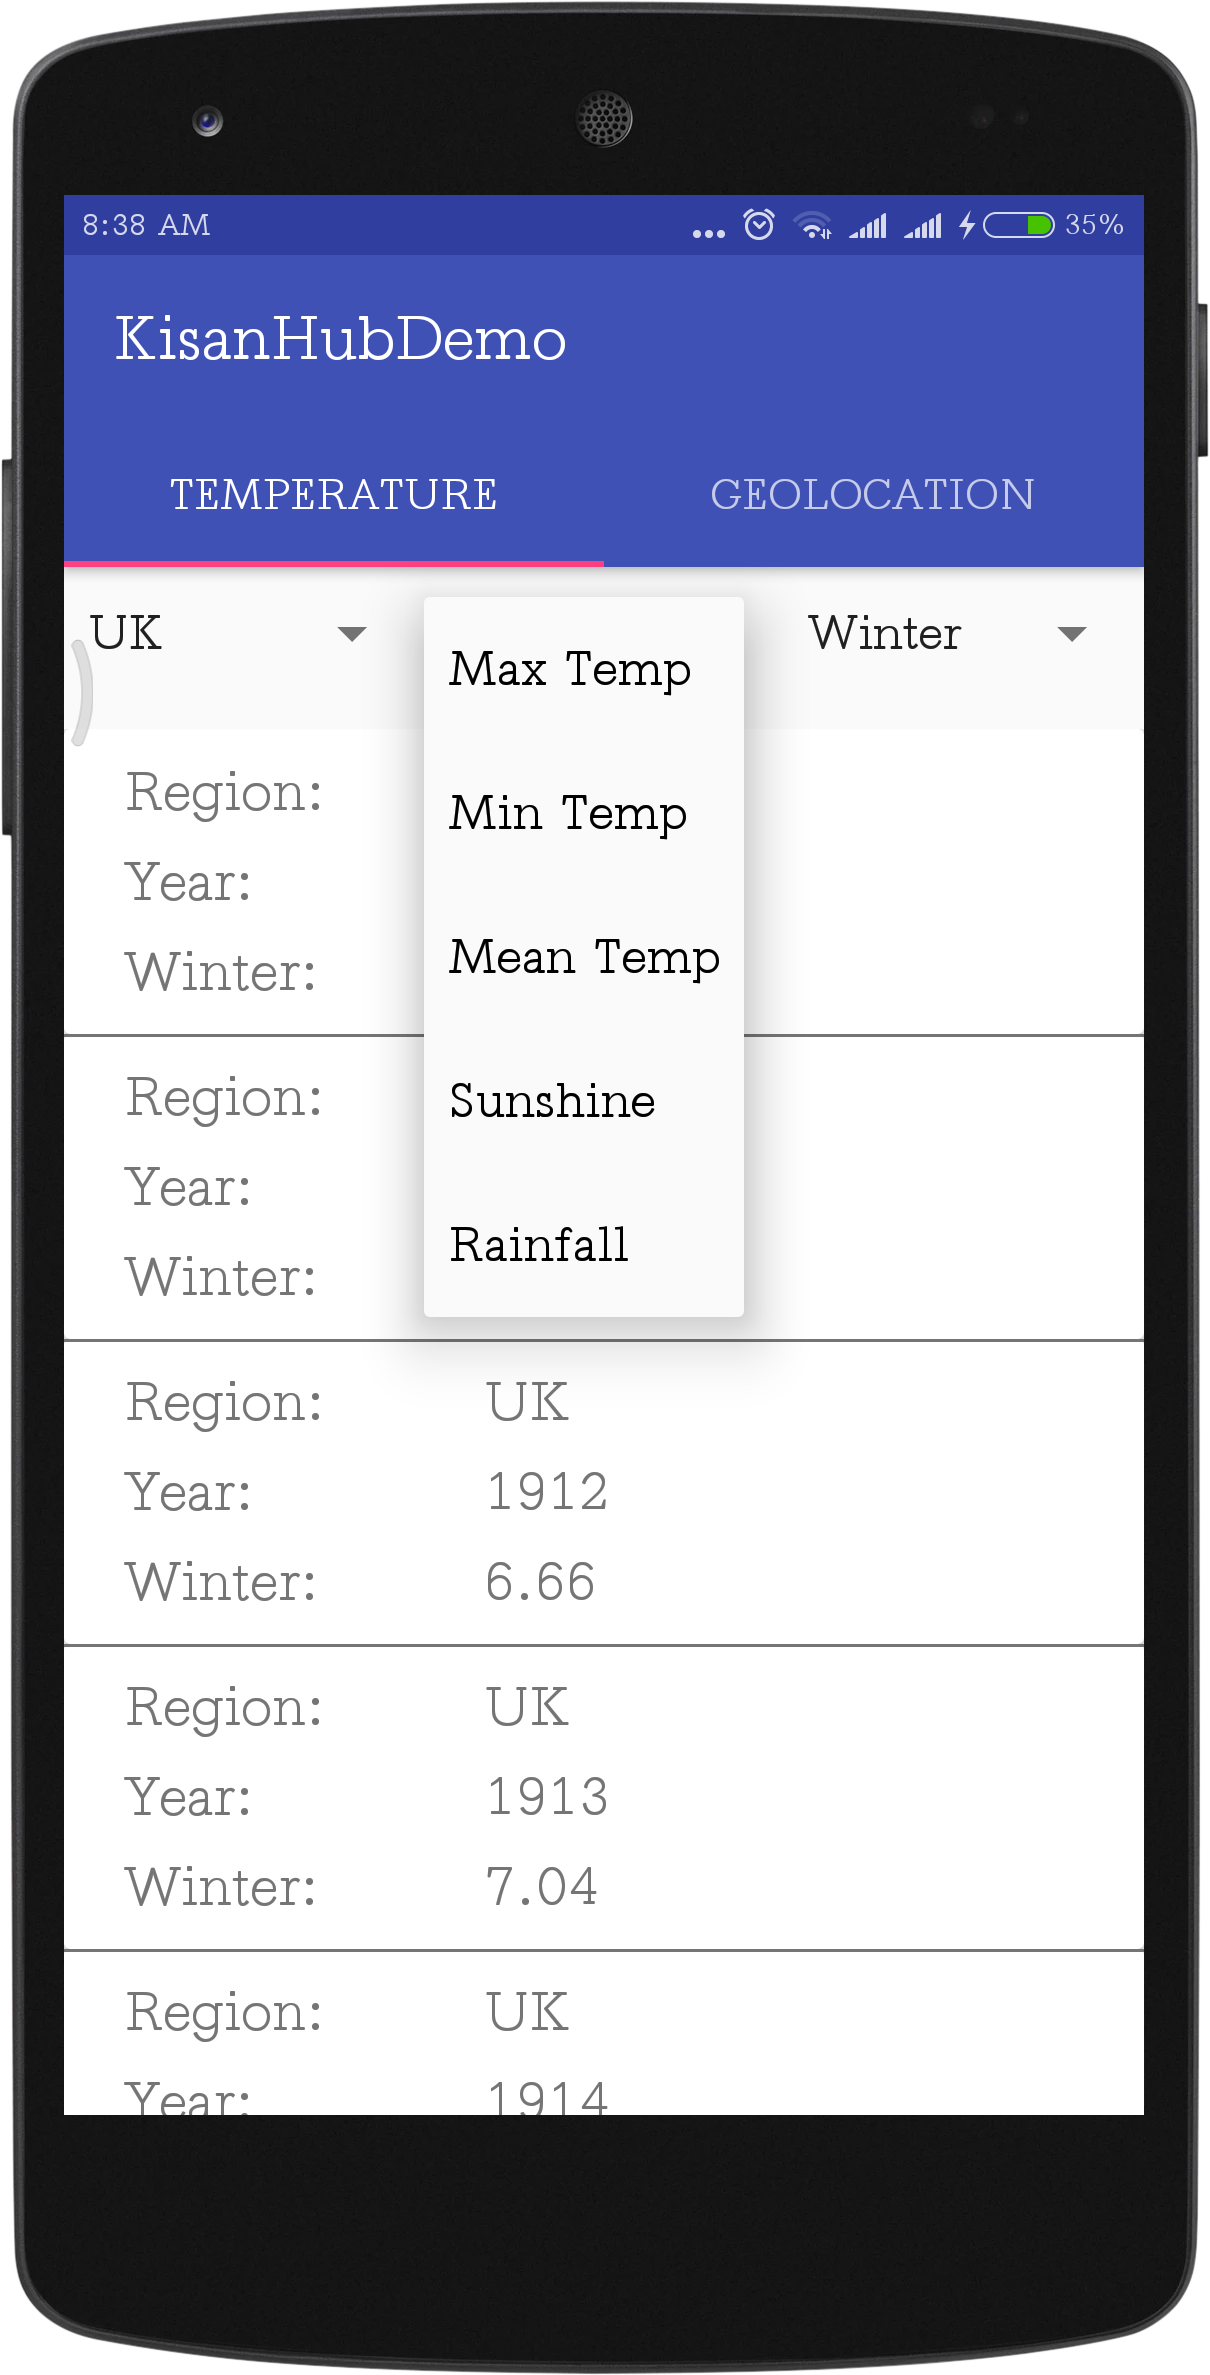 8:38 AM 35%
KisanHubDemo
TEMPERATURE GEOLOCATION
UK Winter
Max Temp
Min Temp
Mean Temp
Sunshine
Rainfall
Region:
Year:
Winter:
Region:
Year:
Winter:
Region: UK
Year: 1912
Winter: 6.66
Region: UK
Year: 1913
Winter: 7.04
Region: UK
Year: 1914